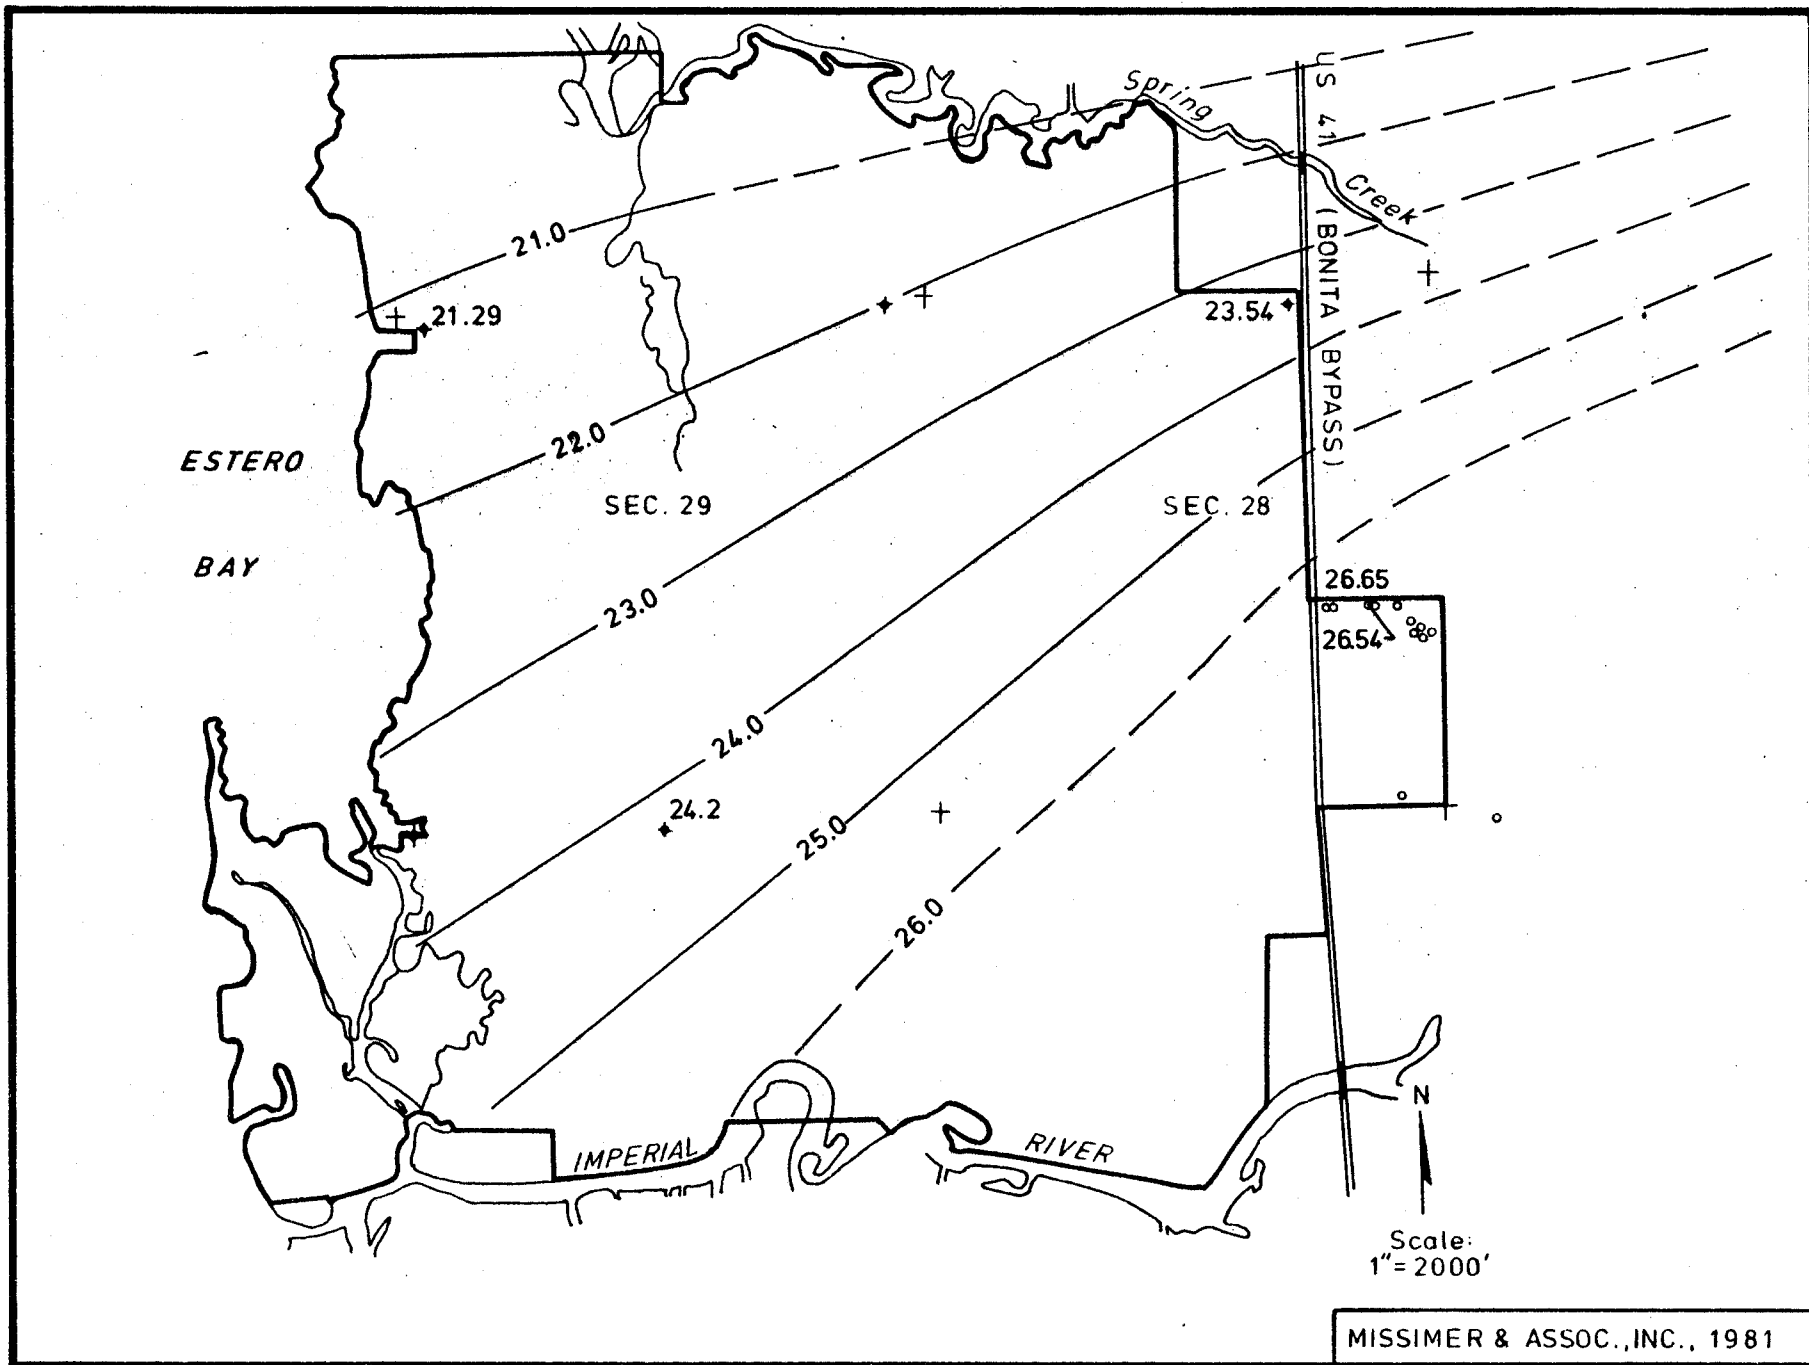 Spring
Creek
US 41 (BONITA BYPASS)
21.0
21.29
23.54
22.0
ESTERO
BAY
SEC. 29
SEC. 28
23.0
26.65
26.54
24.0
24.2
25.0
26.0
IMPERIAL RIVER
N
Scale:
1"=2000'
MISSIMER & ASSOC., INC., 1981